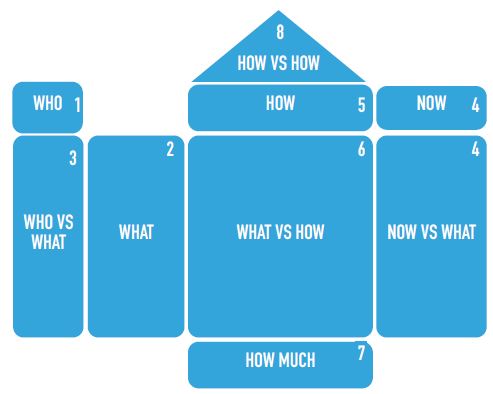 8
HOW VS HOW
WHO 1
HOW 5
NOW 4
3
2
6
4
WHO VS
WHAT
WHAT
WHAT VS HOW
NOW VS WHAT
HOW MUCH 7